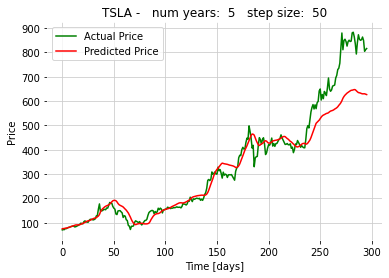 TSLA -   num years:  5   step size:  50
Actual Price
Predicted Price
900
800
700
600
500
400
300
200
100
Price
0 50 100 150 200 250 300
Time [days]